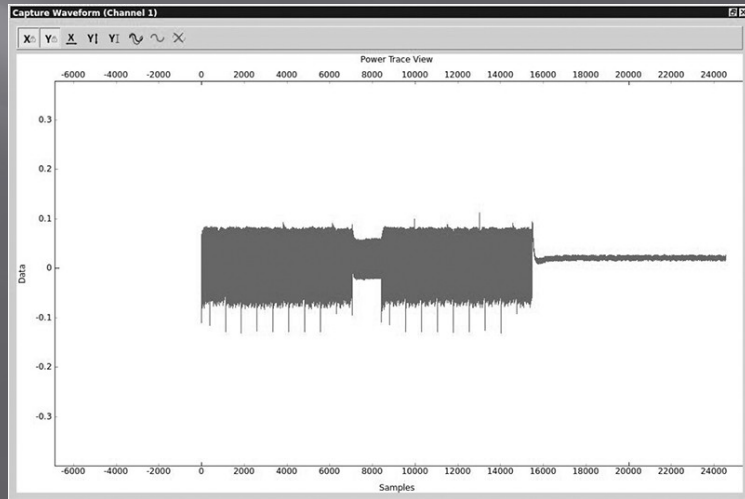 Capture Waveform (Channel 1)
X Y X Y Y
Power Trace View
-6000 -4000 -2000 0 2000 4000 6000 8000 10000 12000 14000 16000 18000 20000 22000 24000
0.3
0.2
0.1
0
-0.1
-0.2
-0.3
Data
-6000 -4000 -2000 0 2000 4000 6000 8000 10000 12000 14000 16000 18000 20000 22000 24000
Samples